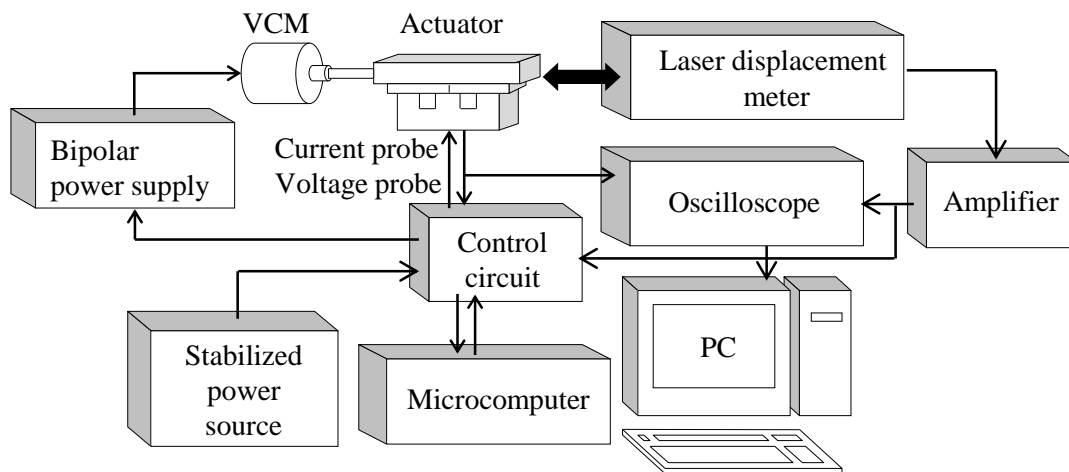 VCM
Actuator
Laser displacement
meter
Bipolar
power supply
Current probe
Voltage probe
Oscilloscope
Amplifier
Control
circuit
Stabilized
power
source
Microcomputer
PC